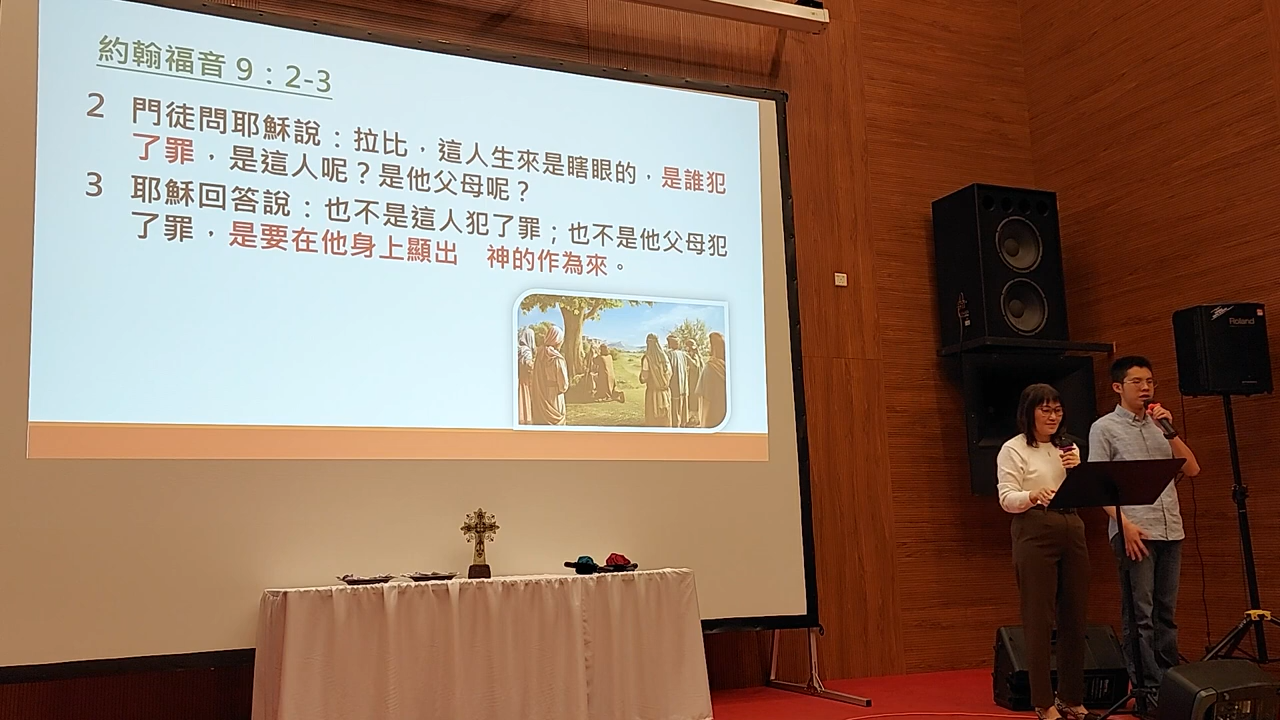 約翰福音 9：2-3
2 門徒問耶穌說：拉比，這人生來是瞎眼的，是誰犯
了罪，是這人呢？是他父母呢？
3 耶穌回答說：也不是這人犯了罪；也不是他父母犯
了罪，是要在他身上顯出　神的作為來。
Roland